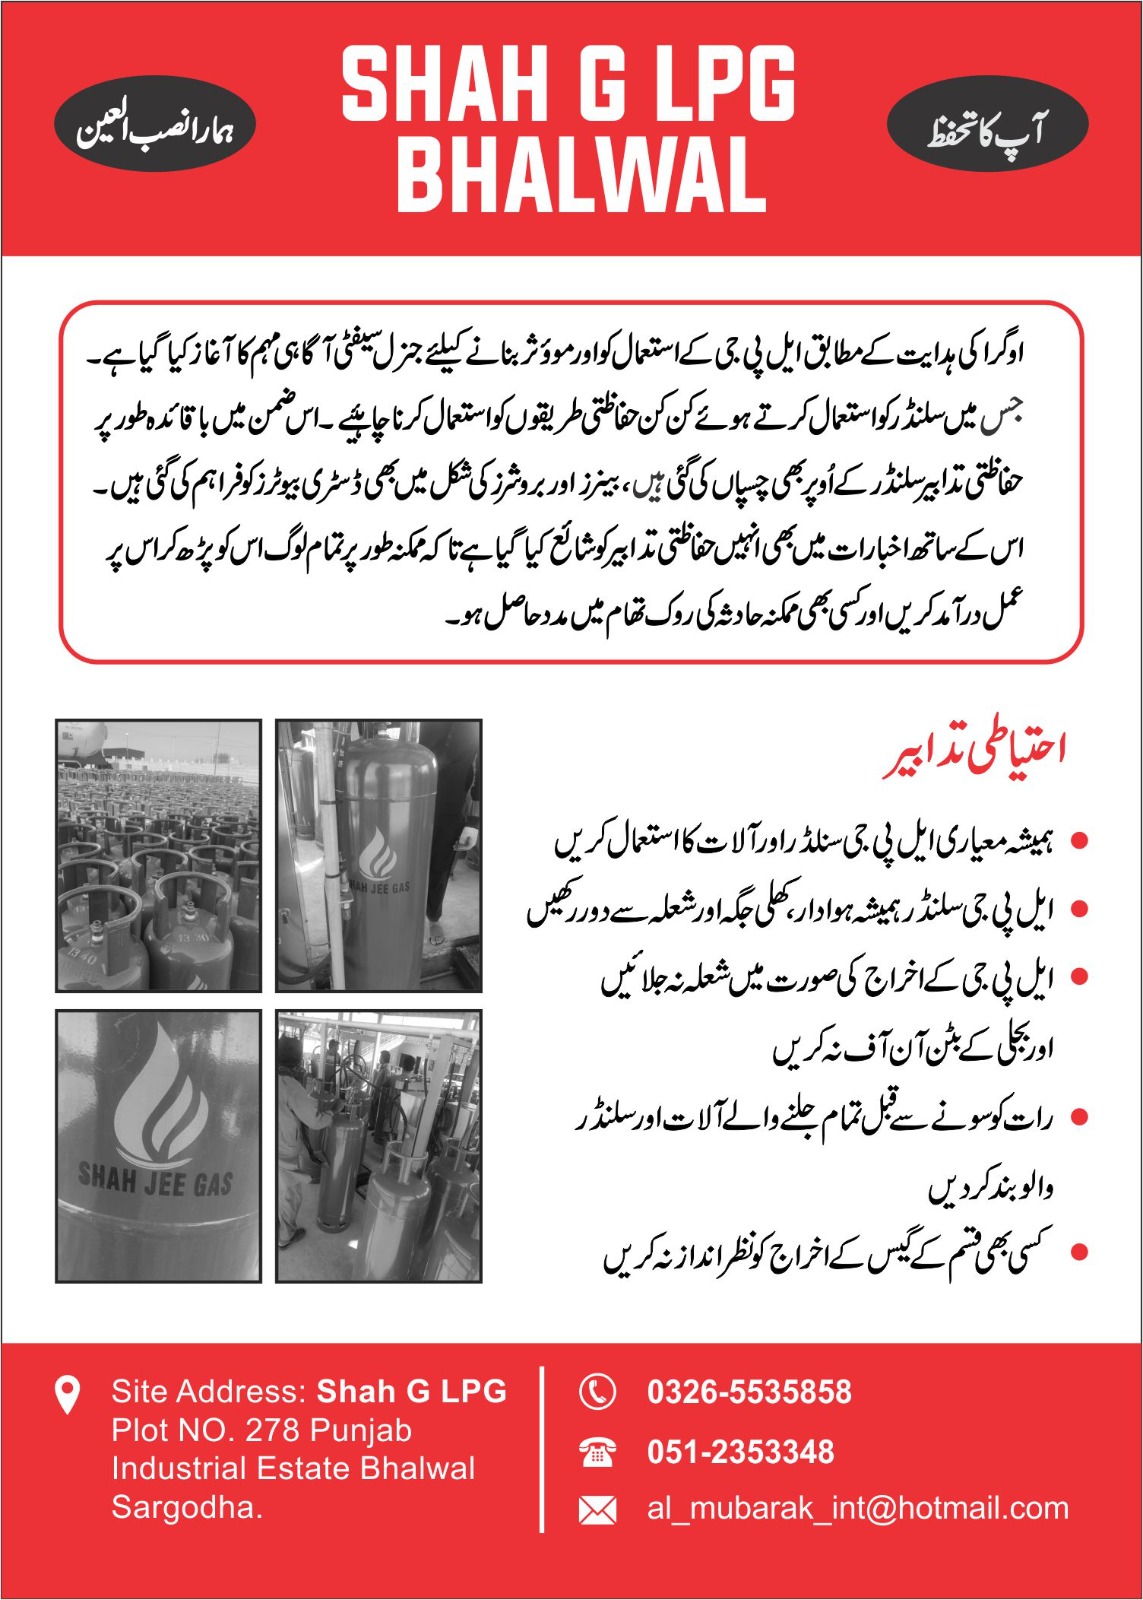 SHAH G LPG
BHALWAL
آپ کا تحفظ
ہمارا نصب العین
اوگرا کی ہدایت کے مطابق ایل پی جی کے استعمال کو اور موؤثر بنانے کیلئے جنرل سیفٹی آگاہی مہم کا آغاز کیا گیا ہے۔
جس میں سلنڈر کو استعمال کرتے ہوئے کن کن حفاظتی طریقوں کو استعمال کرنا چاہئیے ۔ اس ضمن میں باقائدہ طور پر
حفاظتی تدابیر سلنڈر کے اُوپر بھی چسپاں کی گئی ہیں، بینرز اور بروشرز کی شکل میں بھی ڈسٹری بیوٹرز کو فراہم کی گئی ہیں۔
اس کے ساتھ اخبارات میں بھی انہیں حفاظتی تدابیر کو شائع کیا گیا ہے تا کہ ممکنہ طور پر تمام لوگ اس کو پڑھ کر اس پر
عمل درآمد کریں اور کسی بھی ممکنہ حادثہ کی روک تھام میں مدد حاصل ہو۔
احتیاطی تدابیر
ہمیشہ معیاری ایل پی جی سنلڈر اور آلات کا استعمال کریں
ایل پی جی سلنڈر ہمیشہ ہوادار، کھلی جگہ اور شعلہ سے دور رکھیں
ایل پی جی کے اخراج کی صورت میں شعلہ نہ جلائیں
اور بجلی کے بٹن آن آف نہ کریں
رات کو سونے سے قبل تمام جلنے والے آلات اور سلنڈر
والو بند کر دیں
کسی بھی قسم کے گیس کے اخراج کو نظر انداز نہ کریں
13 40
13 30
SHAH JEE GAS
SHAH JEE GAS
Site Address: Shah G LPG
Plot NO. 278 Punjab
Industrial Estate Bhalwal
Sargodha.
0326-5535858
051-2353348
al_mubarak_int@hotmail.com